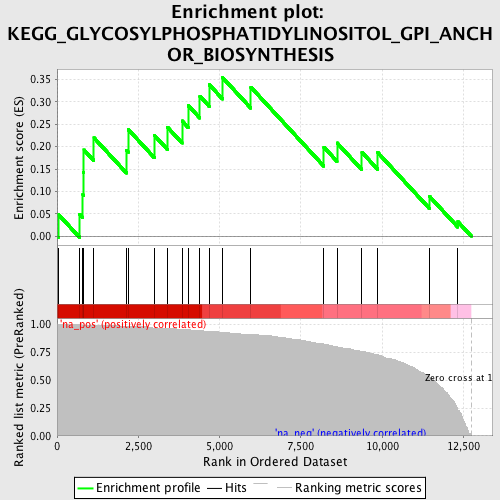 Enrichment plot:
KEGG_GLYCOSYLPHOSPHATIDYLINOSITOL_GPI_ANCH
OR_BIOSYNTHESIS
Enrichment score (ES)
0.35
0.30
0.25
0.20
0.15
0.10
0.05
0.00
Ranked list metric (PreRanked)
1.00
0.75
0.50
0.25
0.00
'na_pos' (positively correlated)
Zero cross at 1
'na_neg' (negatively correlated)
0
2,500
5,000
7,500
10,000
12,500
Rank in Ordered Dataset
Enrichment profile
Hits
Ranking metric scores